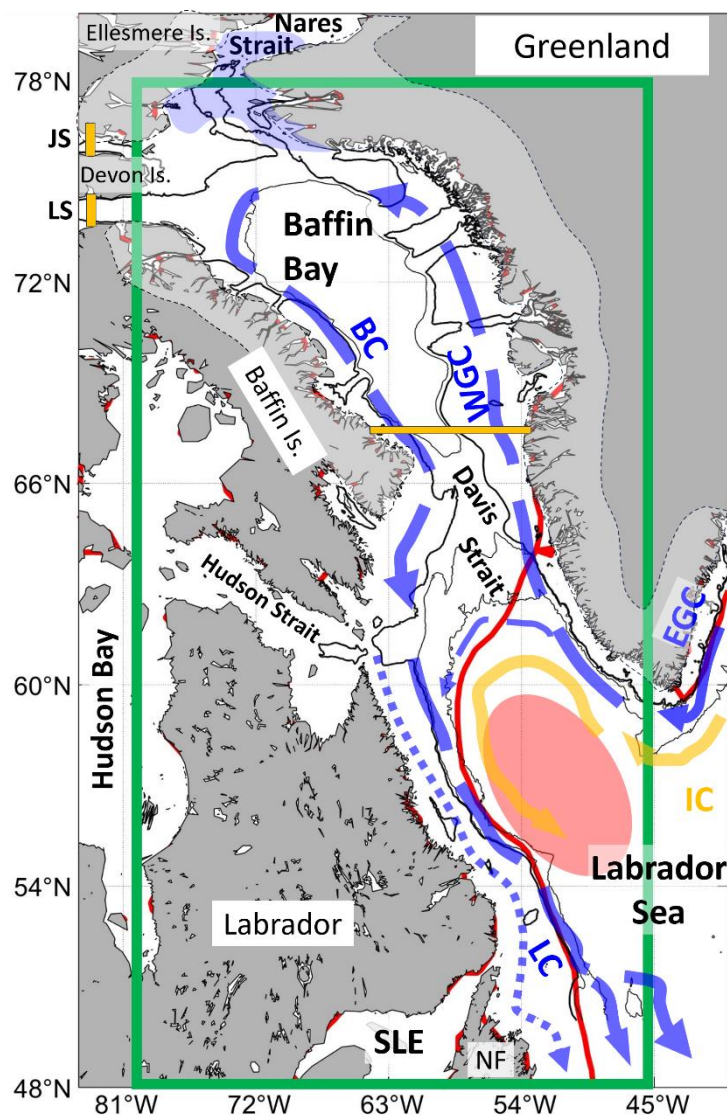 Ellesmere Is.
Nares
Strait
Greenland
78°N
JS
Devon Is.
LS
Baffin
Bay
72°N
BC
WGC
Baffin Is.
66°N
Davis
Strait
Hudson Strait
EGC
60°N
Hudson Bay
IC
54°N
Labrador
Sea
Labrador
LC
SLE
NF
48°N
81°W
72°W
63°W
54°W
45°W